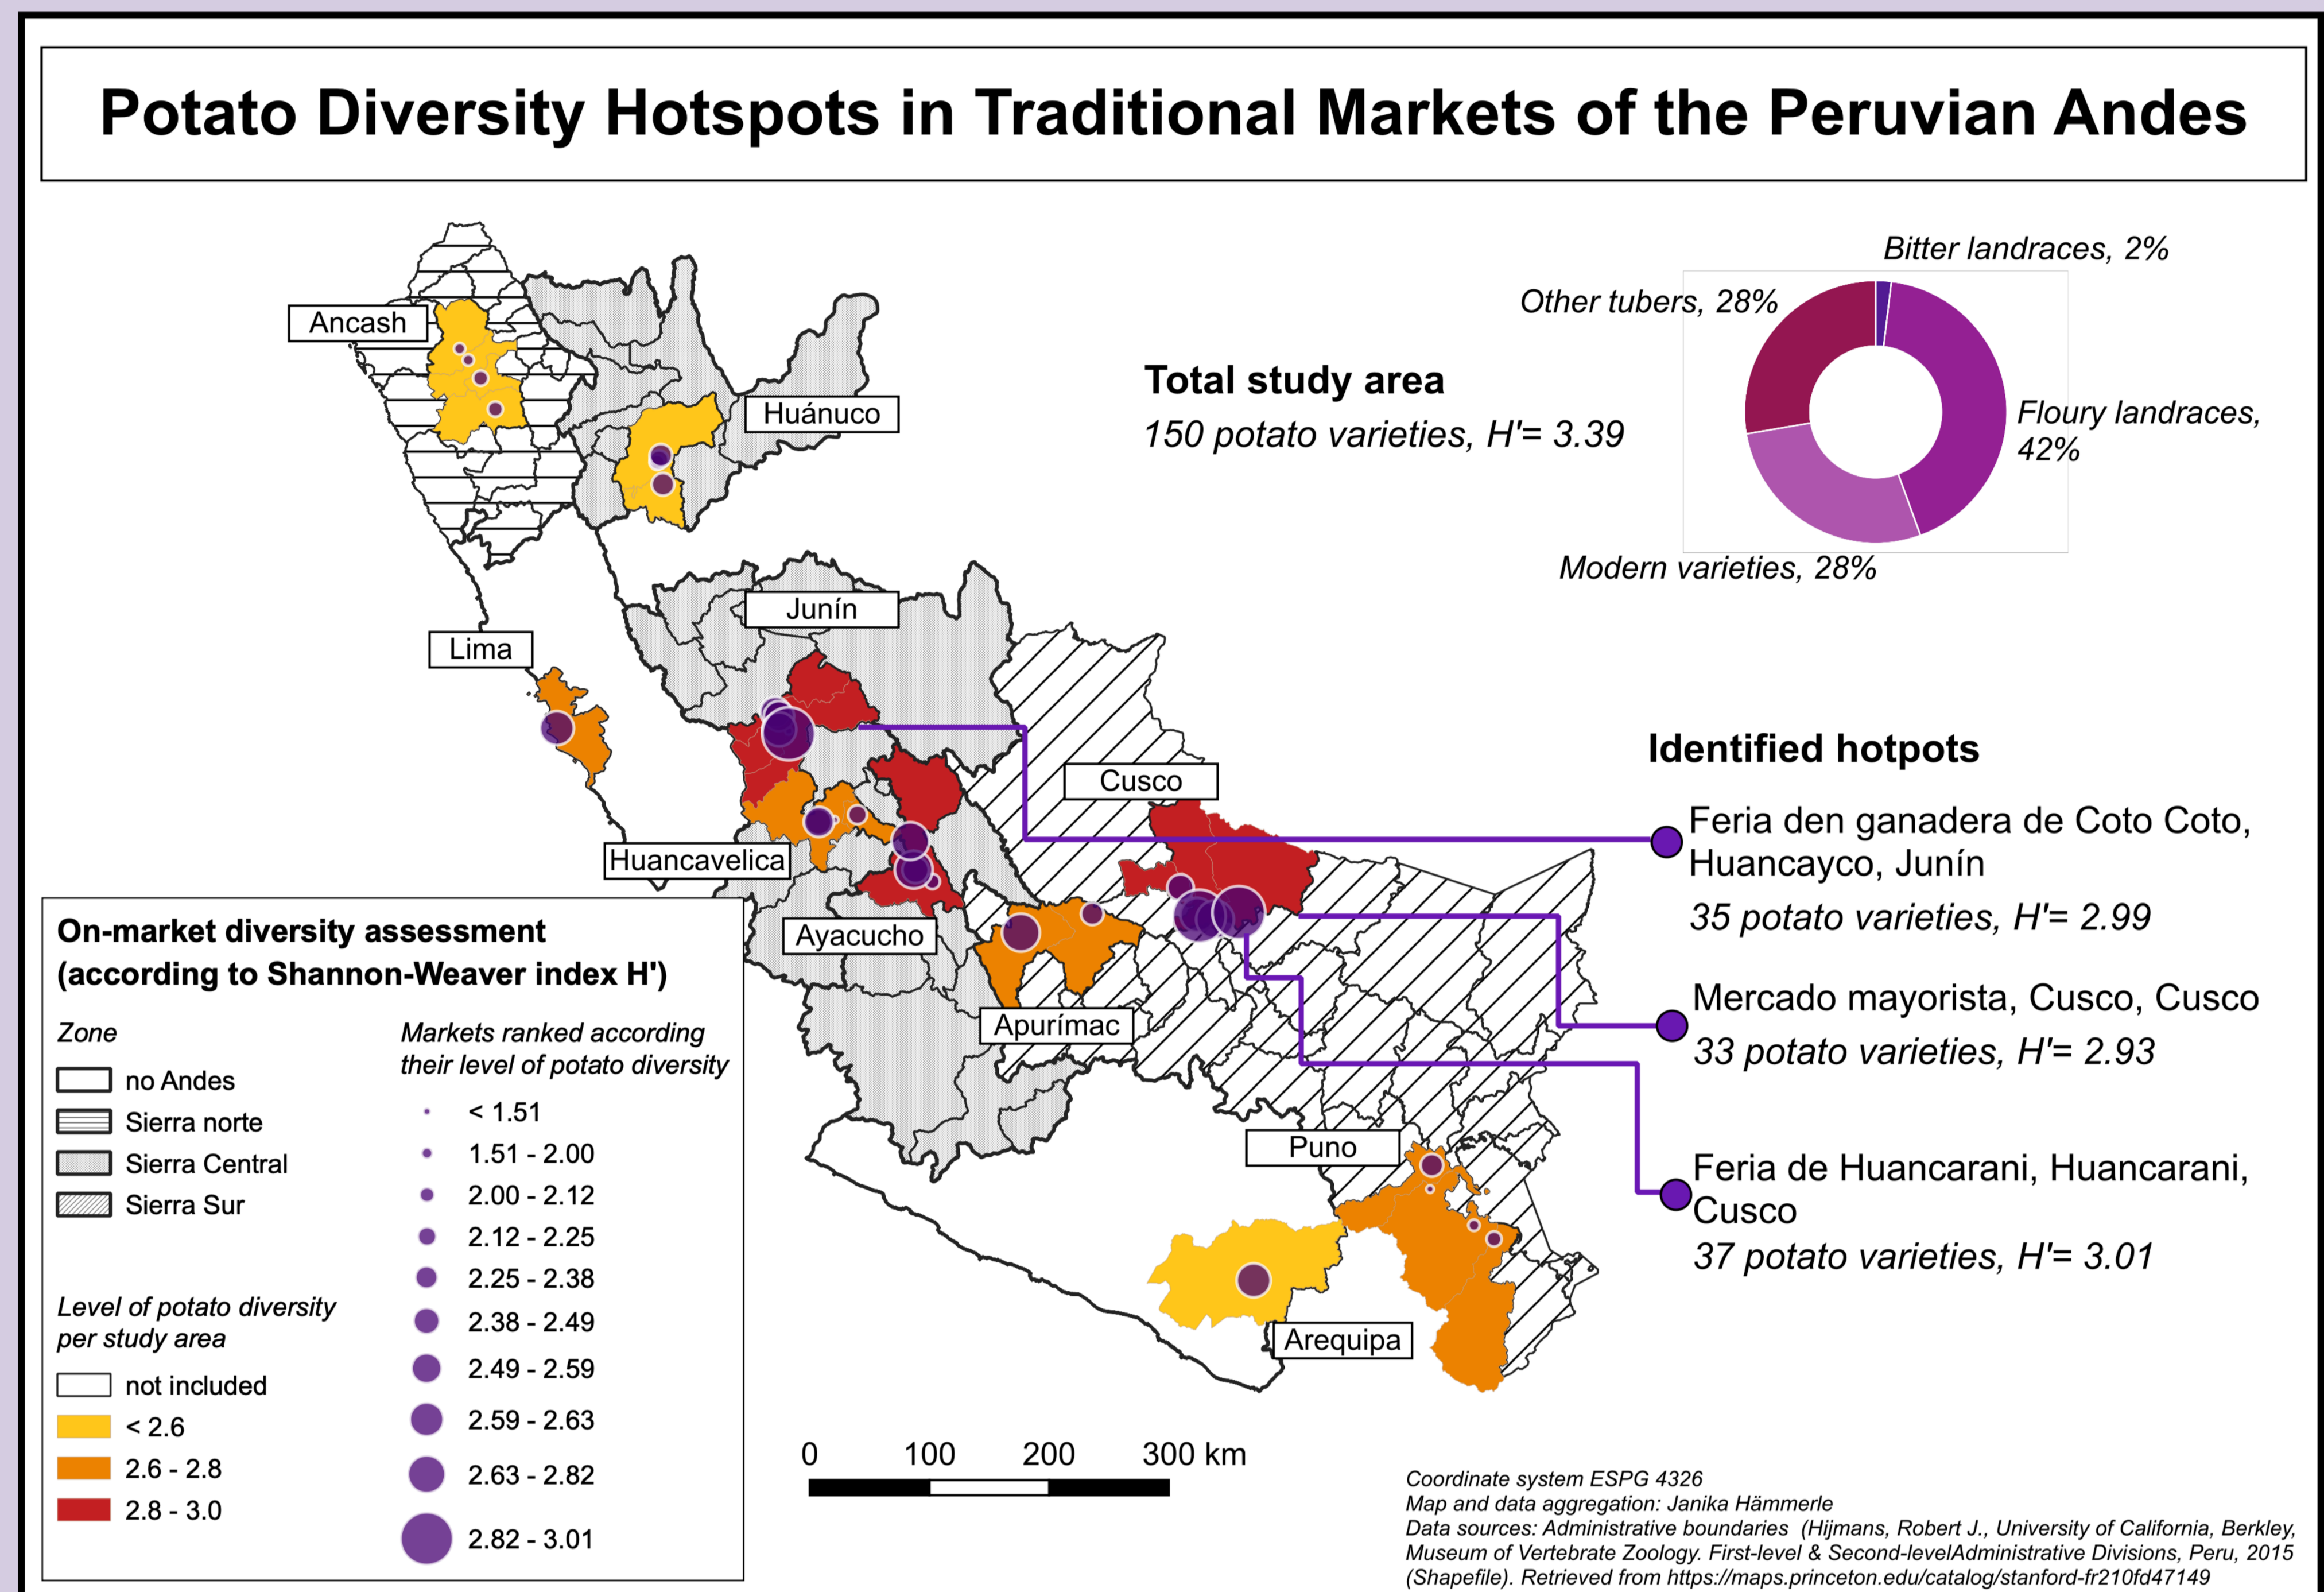 Potato Diversity Hotspots in Traditional Markets of the Peruvian Andes
Bitter landraces, 2%
Other tubers, 28%
Floury landraces,
42%
Modern varieties, 28%
Total study area
150 potato varieties, H'= 3.39
Ancash
Huánuco
Junín
Lima
Cusco
Huancavelica
Ayacucho
Apurímac
Puno
Arequipa
Identified hotpots
Feria den ganadera de Coto Coto,
Huancayco, Junín
35 potato varieties, H'= 2.99
Mercado mayorista, Cusco, Cusco
33 potato varieties, H'= 2.93
Feria de Huancarani, Huancarani,
Cusco
37 potato varieties, H'= 3.01
On-market diversity assessment
(according to Shannon-Weaver index H')
Zone
no Andes
Sierra norte
Sierra Central
Sierra Sur
Level of potato diversity
per study area
not included
< 2.6
2.6 - 2.8
2.8 - 3.0
Markets ranked according
their level of potato diversity
< 1.51
1.51 - 2.00
2.00 - 2.12
2.12 - 2.25
2.25 - 2.38
2.38 - 2.49
2.49 - 2.59
2.59 - 2.63
2.63 - 2.82
2.82 - 3.01
0 100 200 300 km
Coordinate system ESPG 4326
Map and data aggregation: Janika Hämmerle
Data sources: Administrative boundaries (Hijmans, Robert J., University of California, Berkley,
Museum of Vertebrate Zoology. First-level & Second-levelAdministrative Divisions, Peru, 2015
(Shapefile). Retrieved from https://maps.princeton.edu/catalog/stanford-fr210fd47149